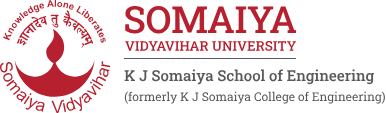 Knowledge Alone Liberates
ज्ञानादेव तु कैवल्यम्
Somaiya Vidyavihar
SOMAIYA
VIDYAVIHAR UNIVERSITY
K J Somaiya School of Engineering
(formerly K J Somaiya College of Engineering)